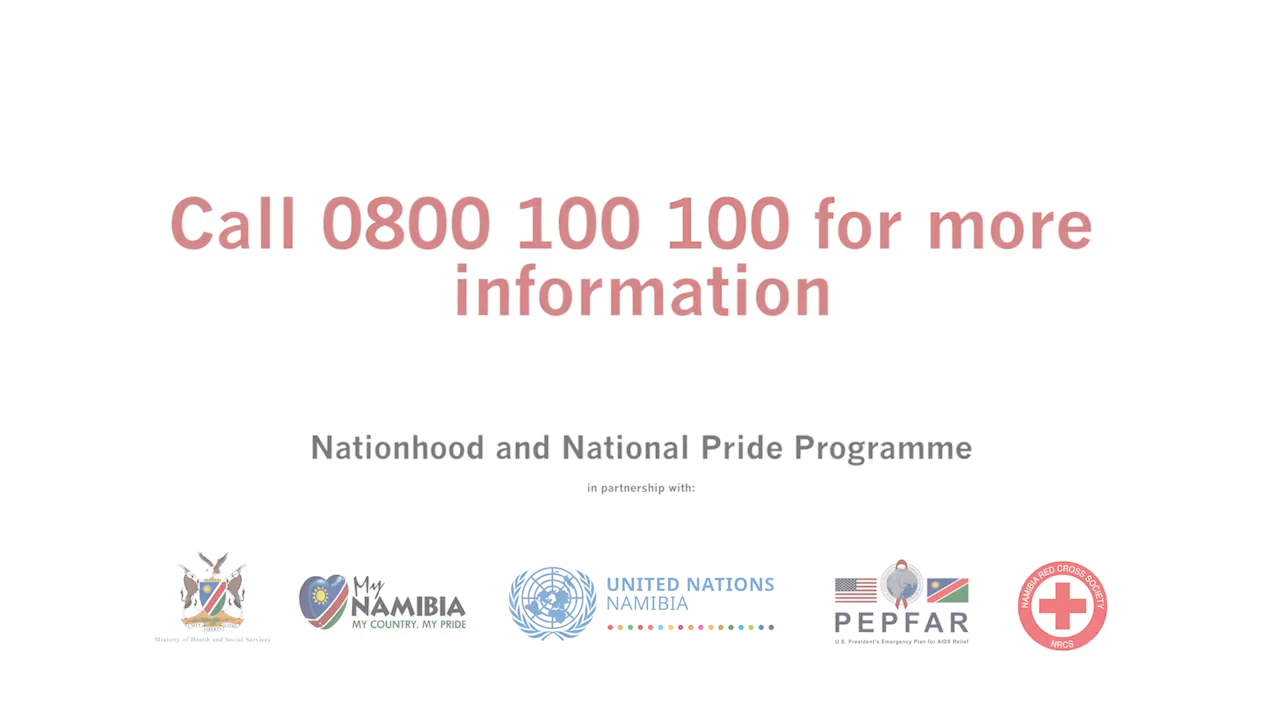 Call 0800 100 100 for more
information
Nationhood and National Pride Programme
in partnership with:
Ministry of Health and Social Services
My
NAMIBIA
MY COUNTRY. MY PRIDE
UNITED NATIONS
NAMIBIA
PEPFAR
U.S. President's Emergency Plan for AIDS Relief
NAMIBIA RED CROSS SOCIETY
NRCS